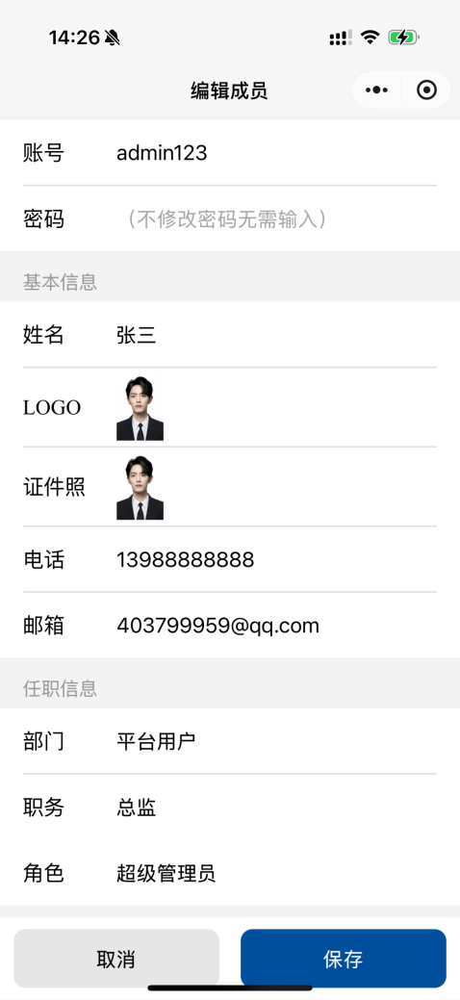 14:26
编辑成员
账号 admin123
密码 （不修改密码无需输入）
基本信息
姓名 张三
LOGO
证件照
电话 13988888888
邮箱 403799959@qq.com
任职信息
部门 平台用户
职务 总监
角色 超级管理员
取消 保存